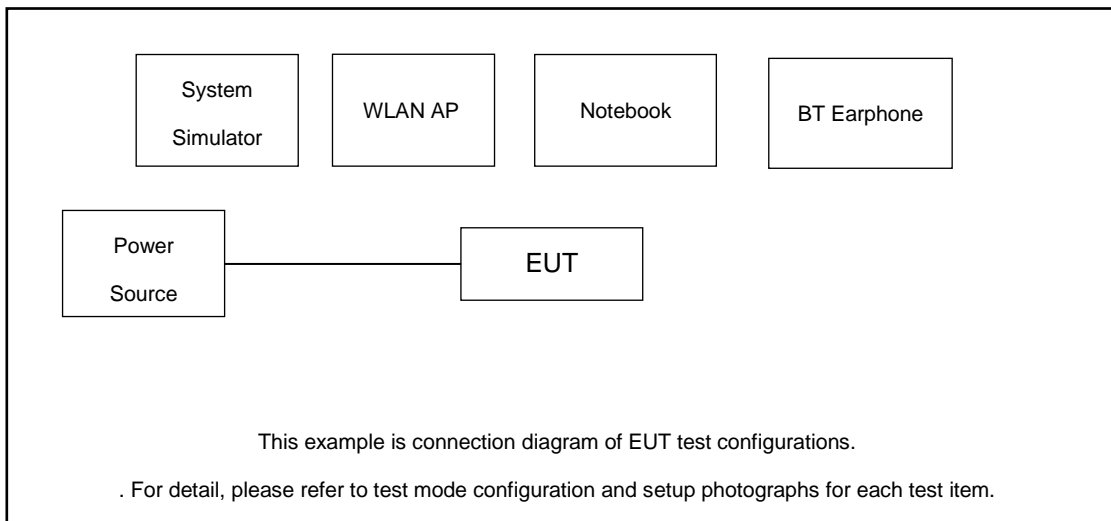 System
Simulator
WLAN AP
Notebook
BT Earphone
Power
Source
EUT
This example is connection diagram of EUT test configurations.
. For detail, please refer to test mode configuration and setup photographs for each test item.